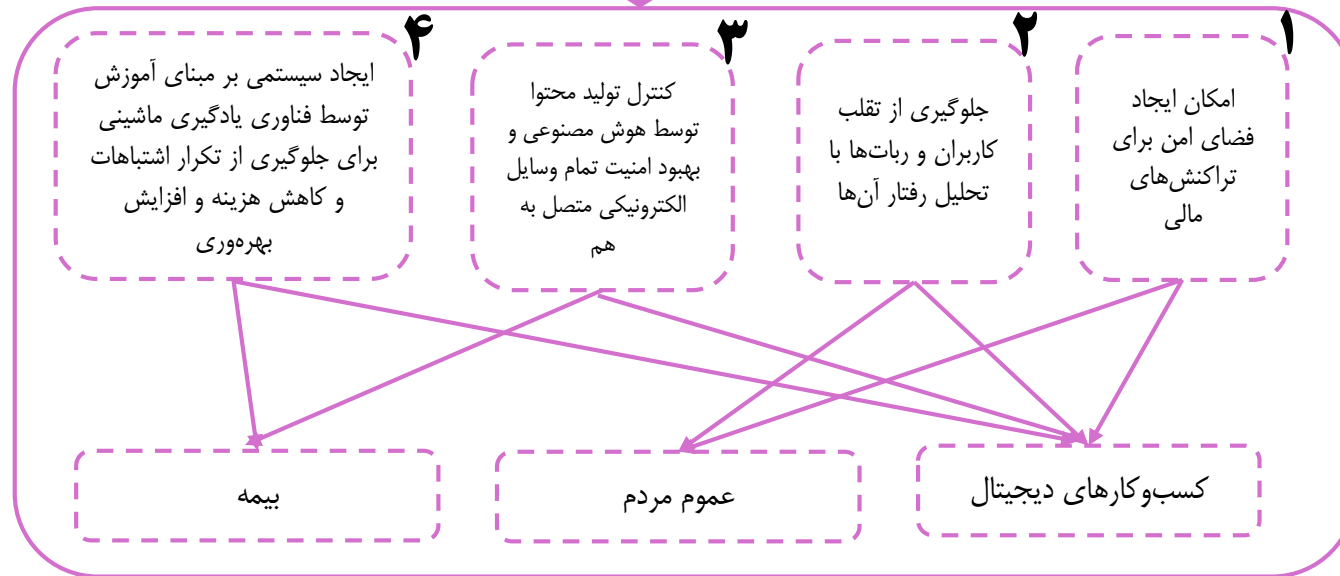 ۱
امکان ایجاد
فضای امن برای
تراکنش‌های
مالی
۲
جلوگیری از تقلب
کاربران و ربات‌ها با
تحلیل رفتار آن‌ها
۳
کنترل تولید محتوا
توسط هوش مصنوعی و
بهبود امنیت تمام وسایل
الکترونیکی متصل به
هم
۴
ایجاد سیستمی بر مبنای آموزش
توسط فناوری یادگیری ماشینی
برای جلوگیری از تکرار اشتباهات
و کاهش هزینه و افزایش
بهره‌وری
کسب‌وکارهای دیجیتال
عموم مردم
بیمه